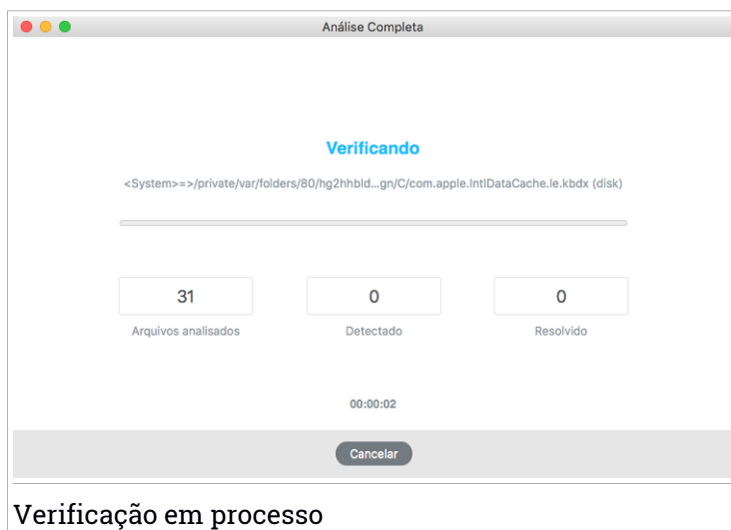 Análise Completa
Verificando
<System>=>/private/var/folders/80/hg2hhbld...gn/C/com.apple.IntlDataCache.le.kbdx (disk)
31
0
0
Arquivos analisados
Detectado
Resolvido
00:00:02
Cancelar
Verificação em processo